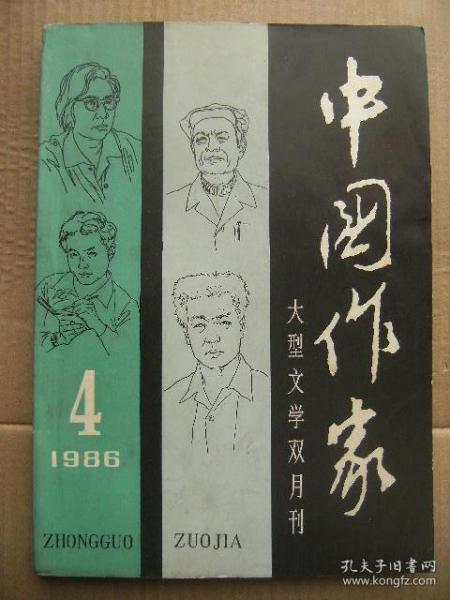 中国作家
大型文学双月刊
4
1986
ZHONGGUO ZUOJIA
孔夫子旧书网
www.kongfz.com